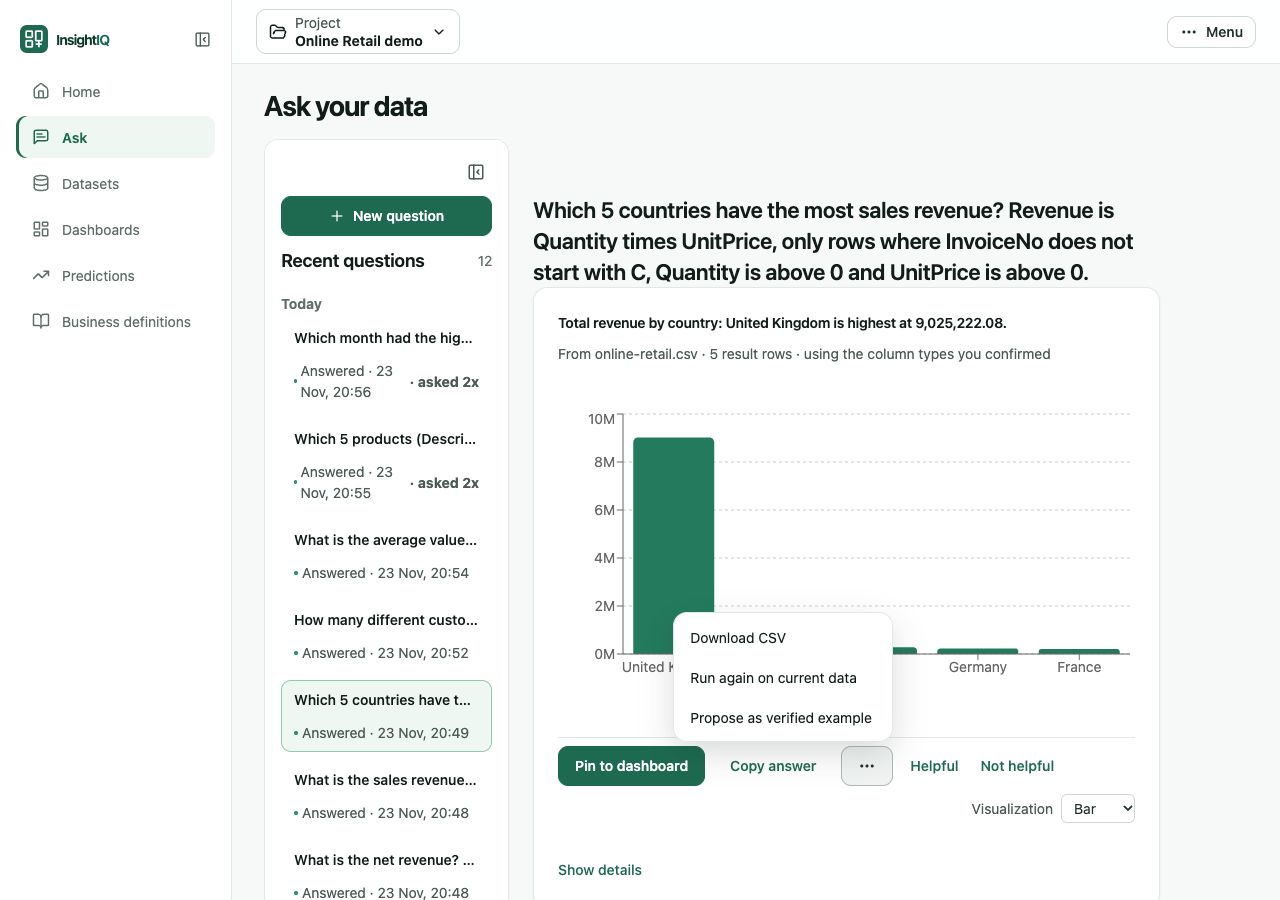 InsightIQ
Home
Ask
Datasets
Dashboards
Predictions
Business definitions
Project
Online Retail demo
Menu
Ask your data
New question
Recent questions 12
Today
Which month had the hig...
Answered · 23
Nov, 20:56
· asked 2x
Which 5 products (Descri...
Answered · 23
Nov, 20:55
· asked 2x
What is the average value...
Answered · 23 Nov, 20:54
How many different custo...
Answered · 23 Nov, 20:52
Which 5 countries have t...
Answered · 23 Nov, 20:49
What is the sales revenue...
Answered · 23 Nov, 20:48
What is the net revenue? ...
Answered · 23 Nov, 20:48
Which 5 countries have the most sales revenue? Revenue is
Quantity times UnitPrice, only rows where InvoiceNo does not
start with C, Quantity is above 0 and UnitPrice is above 0.
Total revenue by country: United Kingdom is highest at 9,025,222.08.
From online-retail.csv · 5 result rows · using the column types you confirmed
10M
8M
6M
4M
2M
0M
United Germany France
Download CSV
Run again on current data
Propose as verified example
Pin to dashboard Copy answer Helpful Not helpful
Visualization Bar
Show details